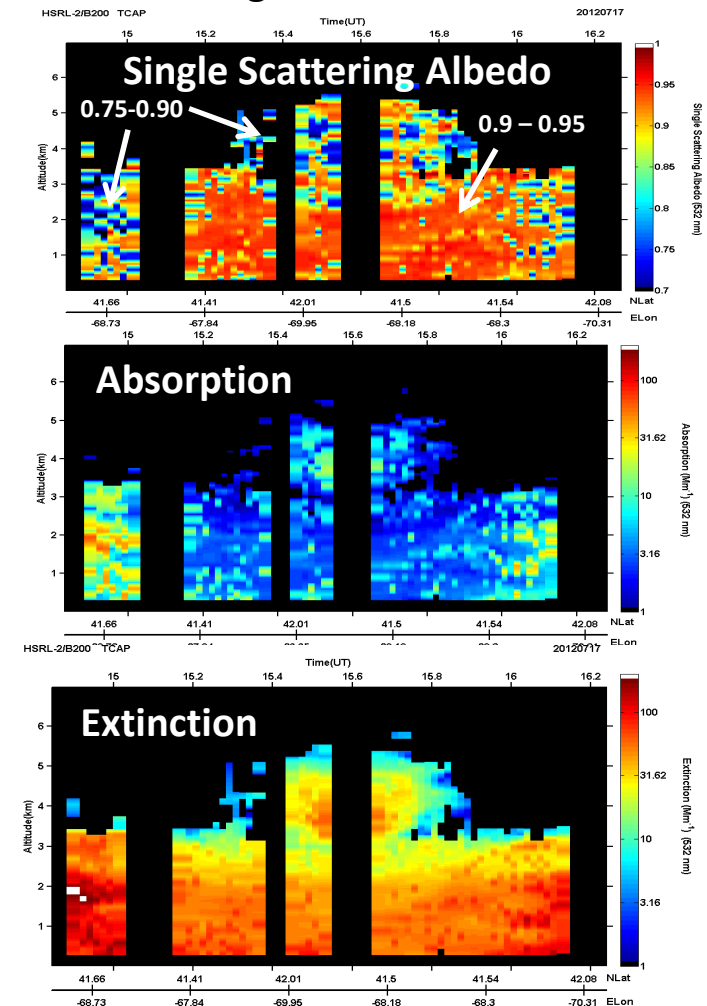 HSRL-2/B200 TCAP
Time(UT)
20120717
15 15.2 15.4 15.6 15.8 16 16.2
Single Scattering Albedo
0.75-0.90
0.9 – 0.95
Altitude(km)
6
5
4
3
2
1
1
0.95
0.9
0.85
0.8
0.75
0.7
Single Scattering Albedo (532 nm)
41.66 41.41 42.01 41.5 41.54 42.08 NLat
-68.73 -67.84 -69.95 -68.18 -68.3 -70.31 ELon
15 15.2 15.4 15.6 15.8 16 16.2
Absorption
Altitude(km)
6
5
4
3
2
1
100
31.62
10
3.16
1
Absorption (Mm⁻¹) (532 nm)
41.66 41.41 42.01 41.5 41.54 42.08 NLat
ELon
HSRL-2/B200 TCAP
Time(UT)
20120717
15 15.2 15.4 15.6 15.8 16 16.2
Extinction
Altitude(km)
6
5
4
3
2
1
100
31.62
10
3.16
1
Extinction (Mm⁻¹) (532 nm)
41.66 41.41 42.01 41.5 41.54 42.08 NLat
-68.73 -67.84 -69.95 -68.18 -68.3 -70.31 ELon